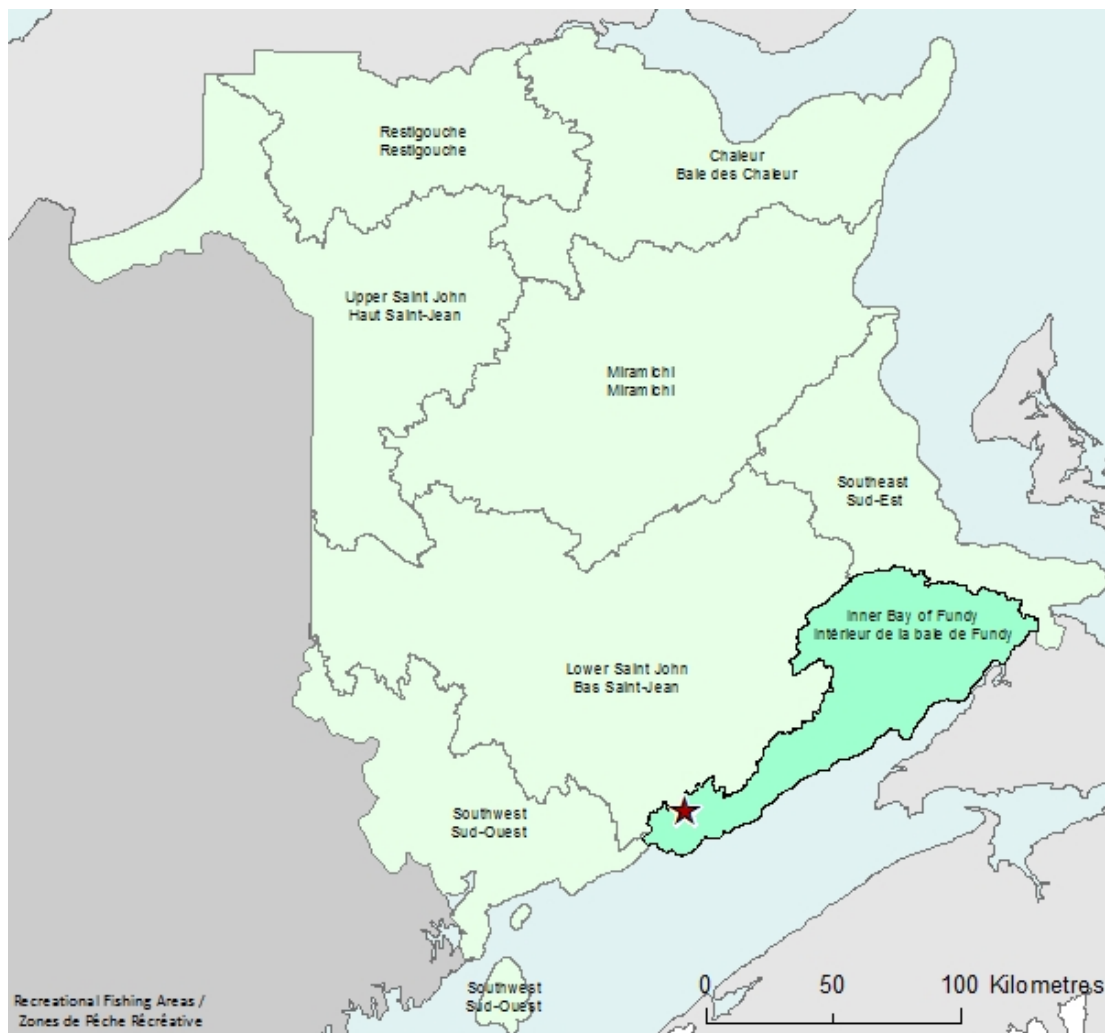 Restigouche
Restigouche
Chaleur
Baie des Chaleur
Upper Saint John
Haut Saint-Jean
Miramichi
Miramichi
Southeast
Sud-Est
Inner Bay of Fundy
Intérieur de la baie de Fundy
Lower Saint John
Bas Saint-Jean
Southwest
Sud-Ouest
Southwest
Sud-Ouest
0 50 100 Kilometres
Recreational Fishing Areas /
Zones de Pêche Récréative